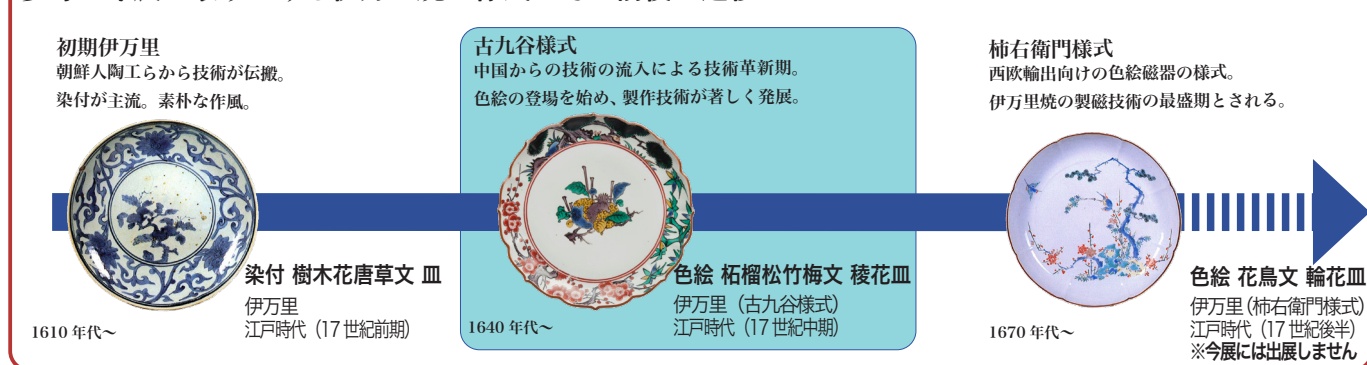 初期伊万里
朝鮮人陶工らから技術が伝搬。
染付が主流。素朴な作風。
染付 樹木花唐草文 皿
伊万里
江戸時代（17世紀前期）
1610年代〜
古九谷様式
中国からの技術の流入による技術革新期。
色絵の登場を始め、製作技術が著しく発展。
色絵 柘榴松竹梅文 稜花皿
伊万里（古九谷様式）
江戸時代（17世紀中期）
1640年代〜
柿右衛門様式
西欧輸出向けの色絵磁器の様式。
伊万里焼の製磁技術の最盛期とされる。
色絵 花鳥文 輪花皿
伊万里（柿右衛門様式）
江戸時代（17世紀後半）
※今展には出展しません
1670年代〜